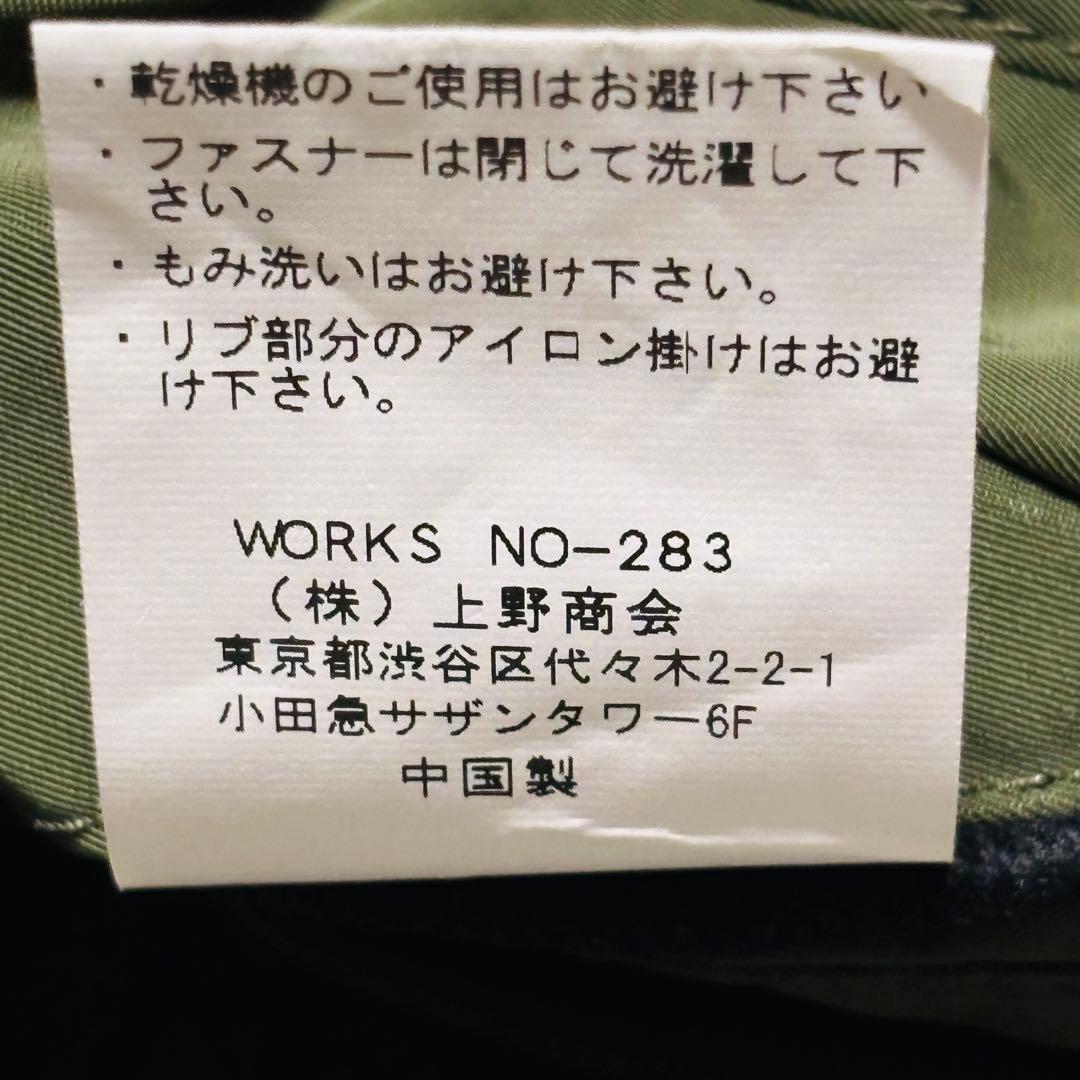 ・乾燥機のご使用はお避け下さい
・ファスナーは閉じて洗濯して下
さい。
・もみ洗いはお避け下さい。
・リブ部分のアイロン掛けはお避
け下さい。
WORKS NO-283
(株)上野商会
東京都渋谷区代々木2-2-1
小田急サザンタワー6F
中国製